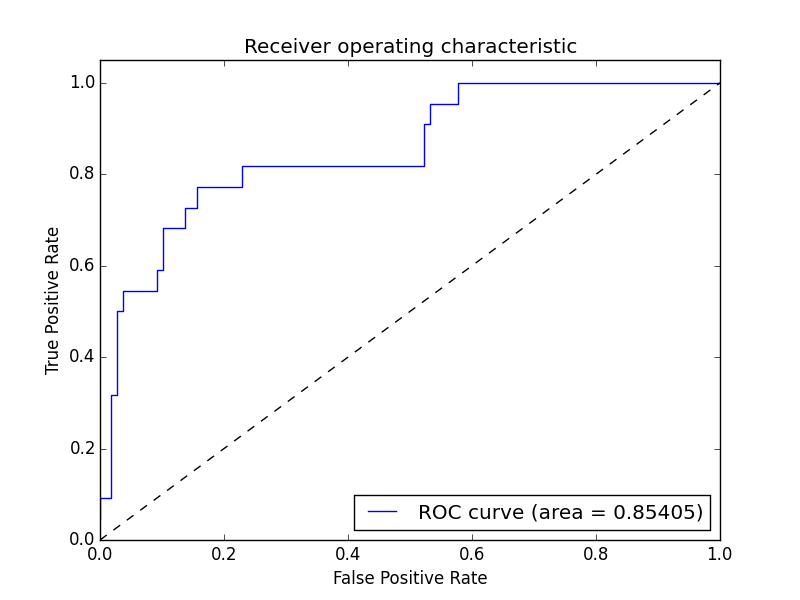 Receiver operating characteristic
1.0
0.8
0.6
0.4
0.2
0.0
True Positive Rate
ROC curve (area = 0.85405)
0.0 0.2 0.4 0.6 0.8 1.0
False Positive Rate